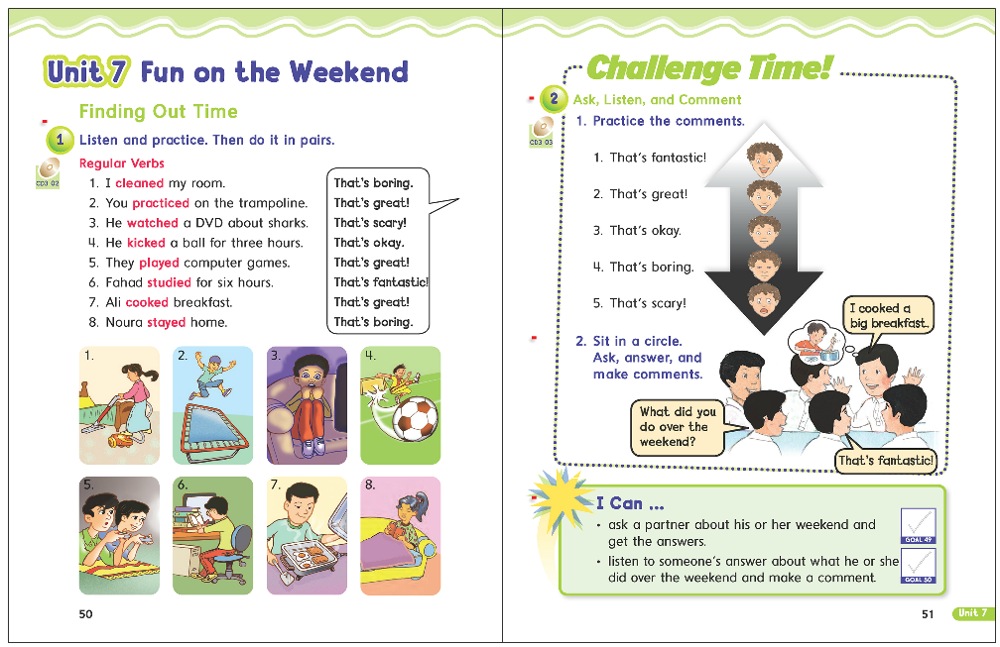 Unit 7 Fun on the Weekend
Finding Out Time
1 Listen and practice. Then do it in pairs.
CD3 02
Regular Verbs
1. I cleaned my room. That's boring.
2. You practiced on the trampoline. That's great!
3. He watched a DVD about sharks. That's scary!
4. He kicked a ball for three hours. That's okay.
5. They played computer games. That's great!
6. Fahad studied for six hours. That's fantastic!
7. Ali cooked breakfast. That's great!
8. Noura stayed home. That's boring.
1. 2. 3. 4.
5. 6. 7. 8.
50
Challenge Time!
2 Ask, Listen, and Comment
CD3 03
1. Practice the comments.
1. That's fantastic!
2. That's great!
3. That's okay.
4. That's boring.
5. That's scary!
2. Sit in a circle.
Ask, answer, and
make comments.
I cooked a
big breakfast..
What did you
do over the
weekend?
That's fantastic!
I Can ...
• ask a partner about his or her weekend and
get the answers.
GOAL 49
• listen to someone's answer about what he or she
did over the weekend and make a comment.
GOAL 50
51 Unit 7